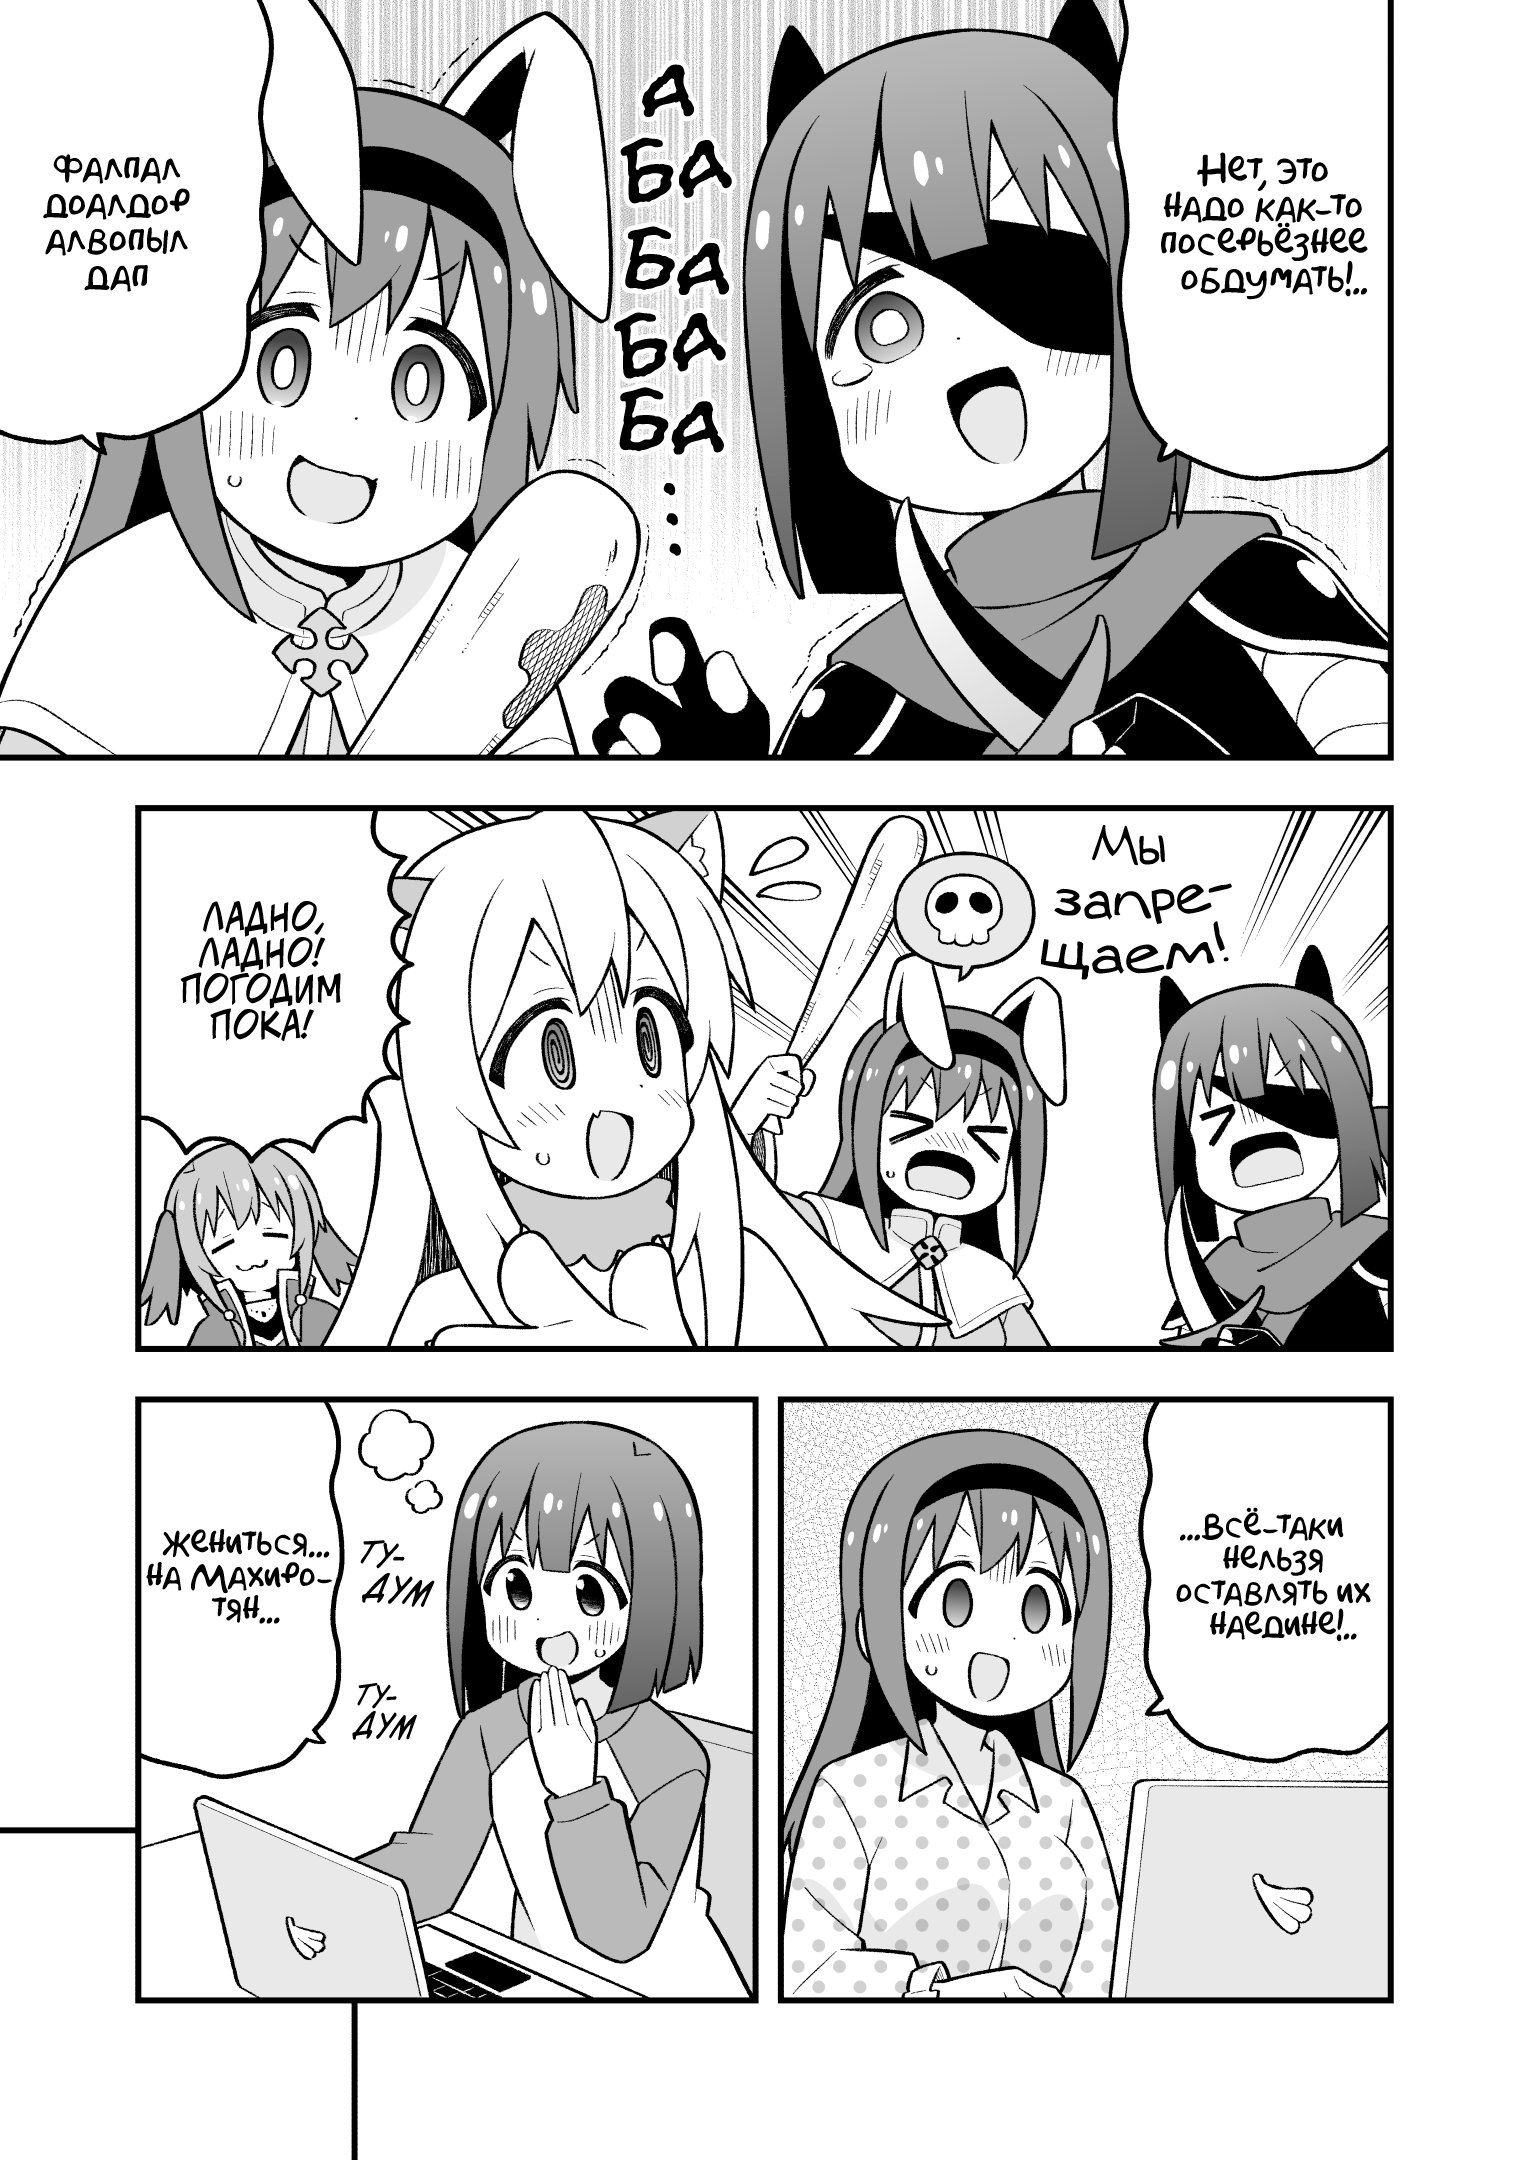 Нет, это
надо как-то
посерьёзнее
обдумать!..
А
БА
БА
БА
БА
...
фалпал
доалдор
алвопыл
дап
Мы
запре-
щаем!
Ладно,
ладно!
Погодим
пока!
...всё-таки
нельзя
оставлять их
наедине!..
Ту-
дум
Ту-
дум
Жениться...
на Махиро-
тян...